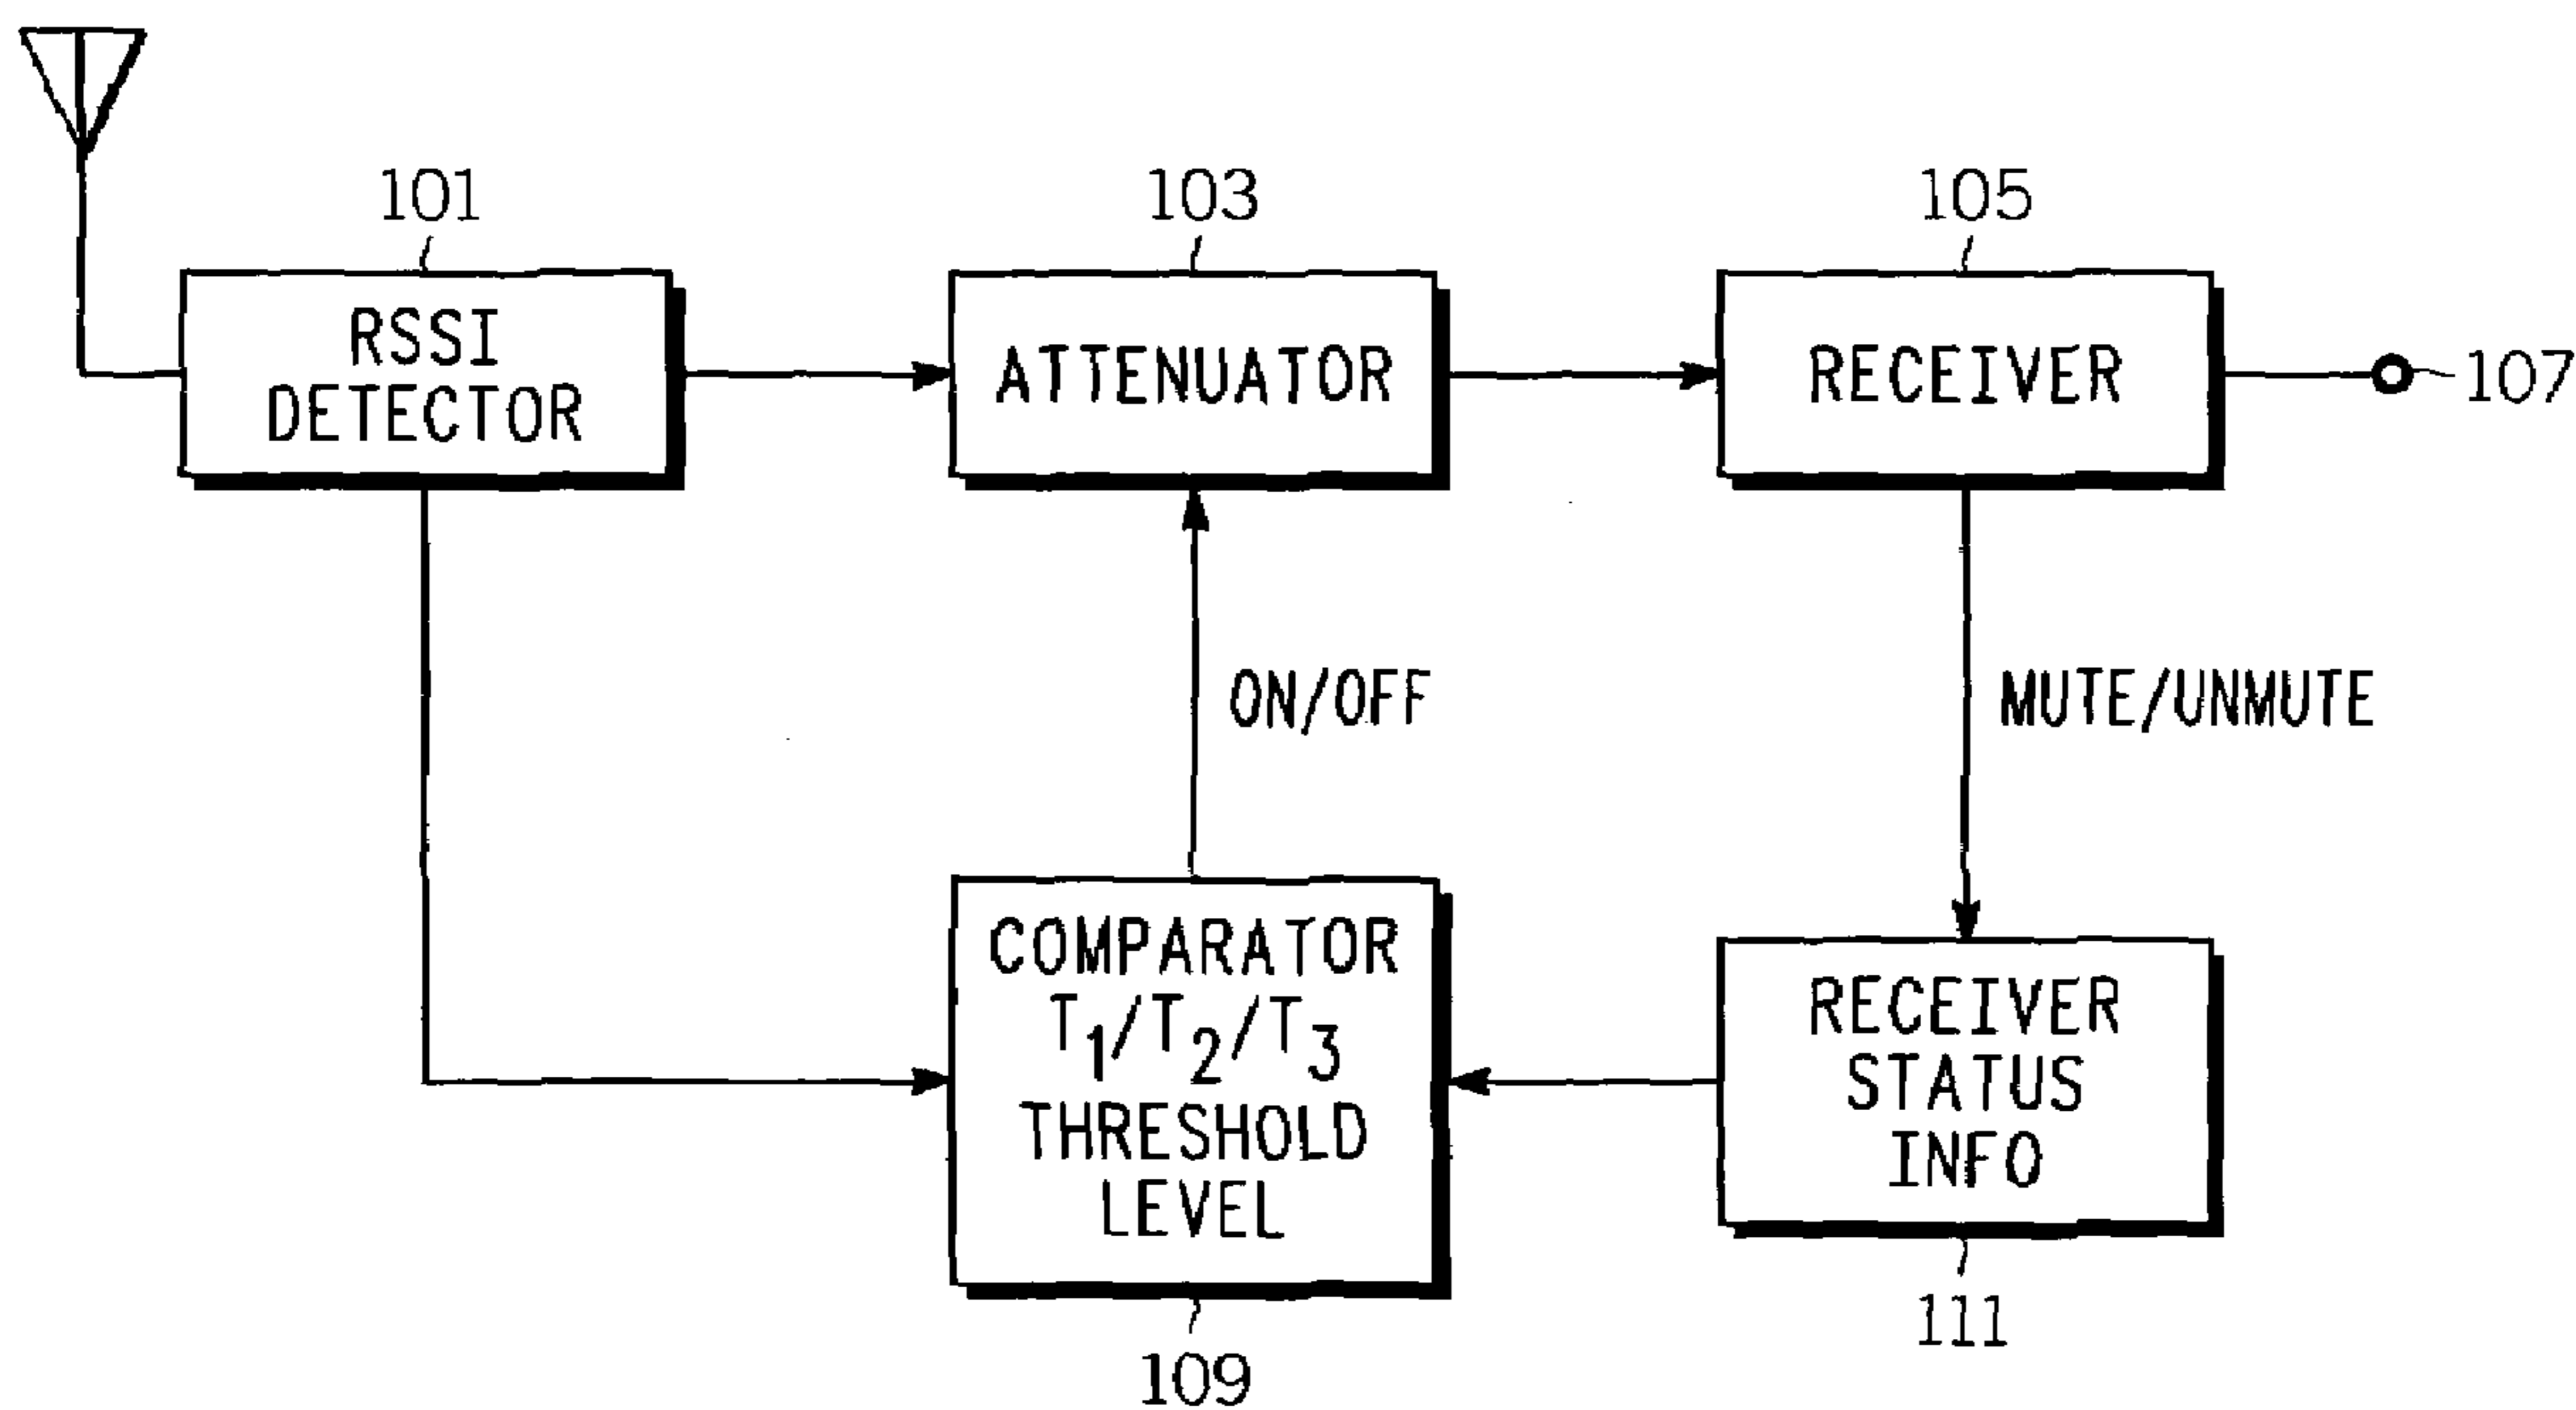 101
103
105
RSSI
DETECTOR
ATTENUATOR
RECEIVER
107
ON/OFF
MUTE/UNMUTE
COMPARATOR
T1/T2/T3
THRESHOLD
LEVEL
RECEIVER
STATUS
INFO
109
111